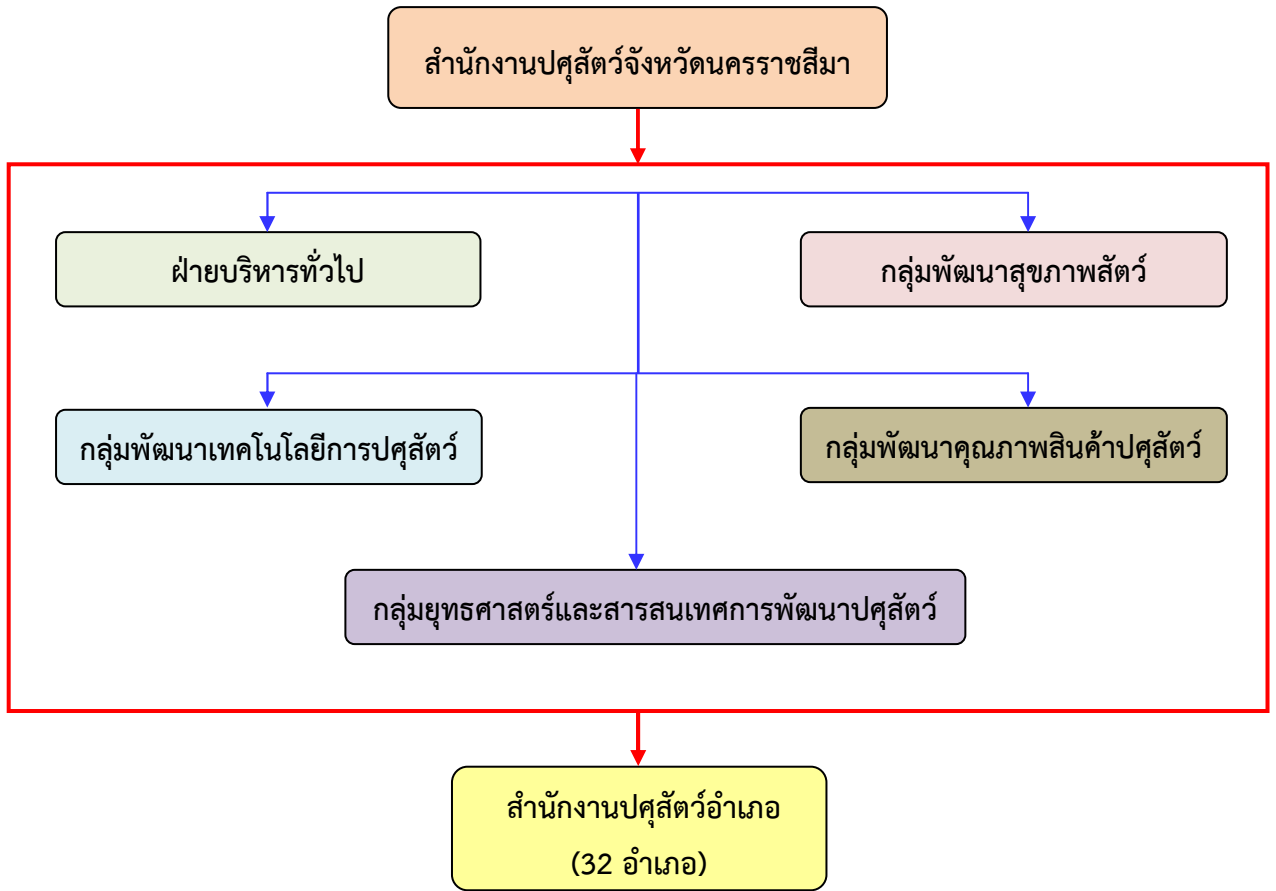 สำนักงานปศุสัตว์จังหวัดนครราชสีมา
ฝ่ายบริหารทั่วไป
กลุ่มพัฒนาสุขภาพสัตว์
กลุ่มพัฒนาเทคโนโลยีการปศุสัตว์
กลุ่มพัฒนาคุณภาพสินค้าปศุสัตว์
กลุ่มยุทธศาสตร์และสารสนเทศการพัฒนาปศุสัตว์
สำนักงานปศุสัตว์อำเภอ
(32 อำเภอ)